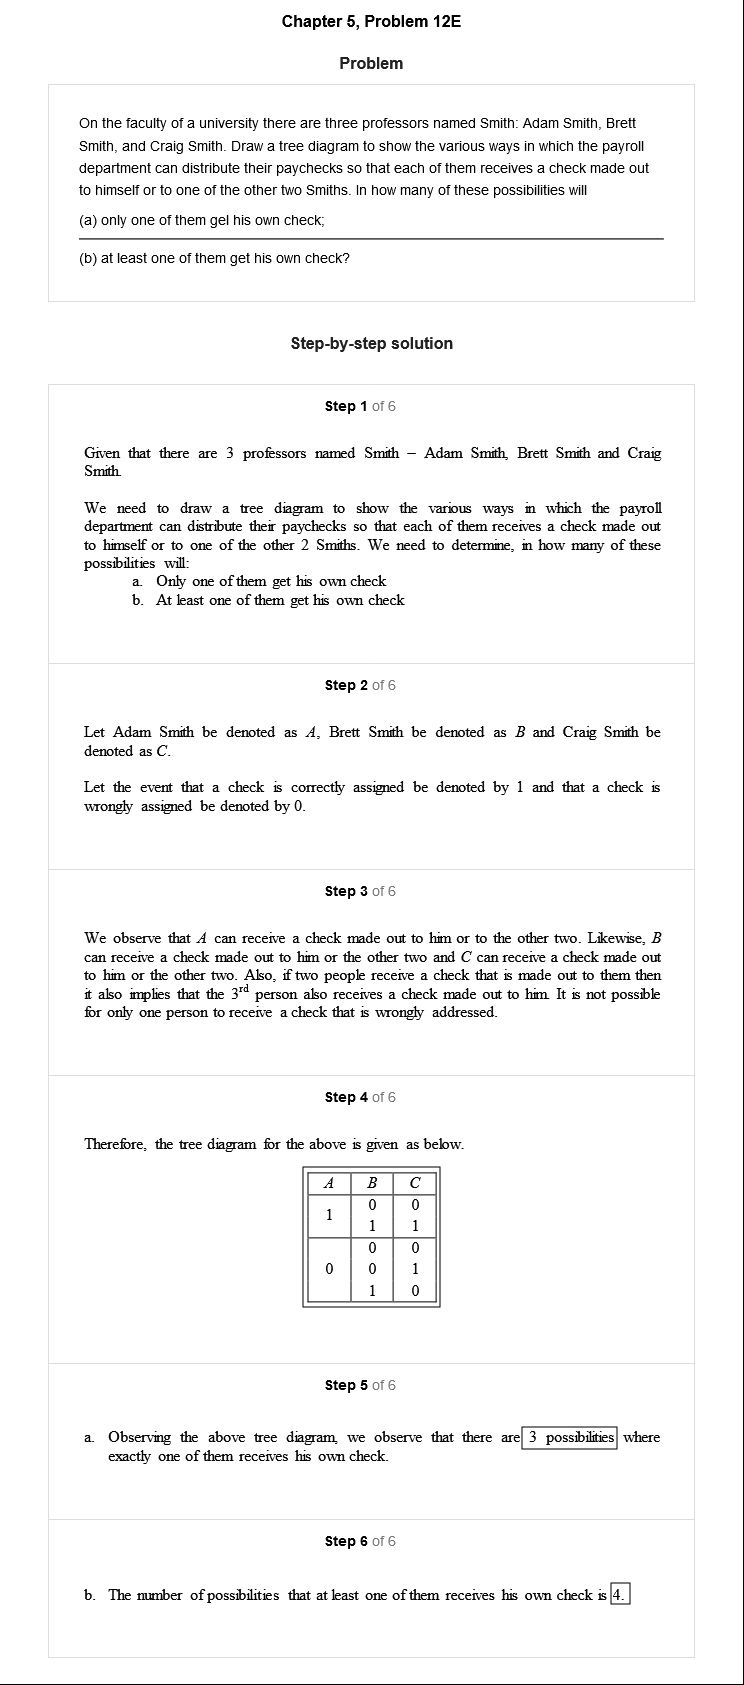 Chapter 5, Problem 12E
Problem
On the faculty of a university there are three professors named Smith: Adam Smith, Brett
Smith, and Craig Smith. Draw a tree diagram to show the various ways in which the payroll
department can distribute their paychecks so that each of them receives a check made out
to himself or to one of the other two Smiths. In how many of these possibilities will
(a) only one of them gel his own check;
(b) at least one of them get his own check?
Step-by-step solution
Step 1 of 6
Given that there are 3 professors named Smith – Adam Smith, Brett Smith and Craig
Smith.
We need to draw a tree diagram to show the various ways in which the payroll
department can distribute their paychecks so that each of them receives a check made out
to himself or to one of the other 2 Smiths. We need to determine, in how many of these
possibilities will:
a. Only one of them get his own check
b. At least one of them get his own check
Step 2 of 6
Let Adam Smith be denoted as A, Brett Smith be denoted as B and Craig Smith be
denoted as C.
Let the event that a check is correctly assigned be denoted by 1 and that a check is
wrongly assigned be denoted by 0.
Step 3 of 6
We observe that A can receive a check made out to him or to the other two. Likewise, B
can receive a check made out to him or the other two and C can receive a check made out
to him or the other two. Also, if two people receive a check that is made out to them then
it also implies that the 3rd person also receives a check made out to him. It is not possible
for only one person to receive a check that is wrongly addressed.
Step 4 of 6
Therefore, the tree diagram for the above is given as below.
A B C
1 0 0
1 1
0 0
0 0 1
1 0
Step 5 of 6
a. Observing the above tree diagram, we observe that there are 3 possibilities where
exactly one of them receives his own check.
Step 6 of 6
b. The number of possibilities that at least one of them receives his own check is 4.